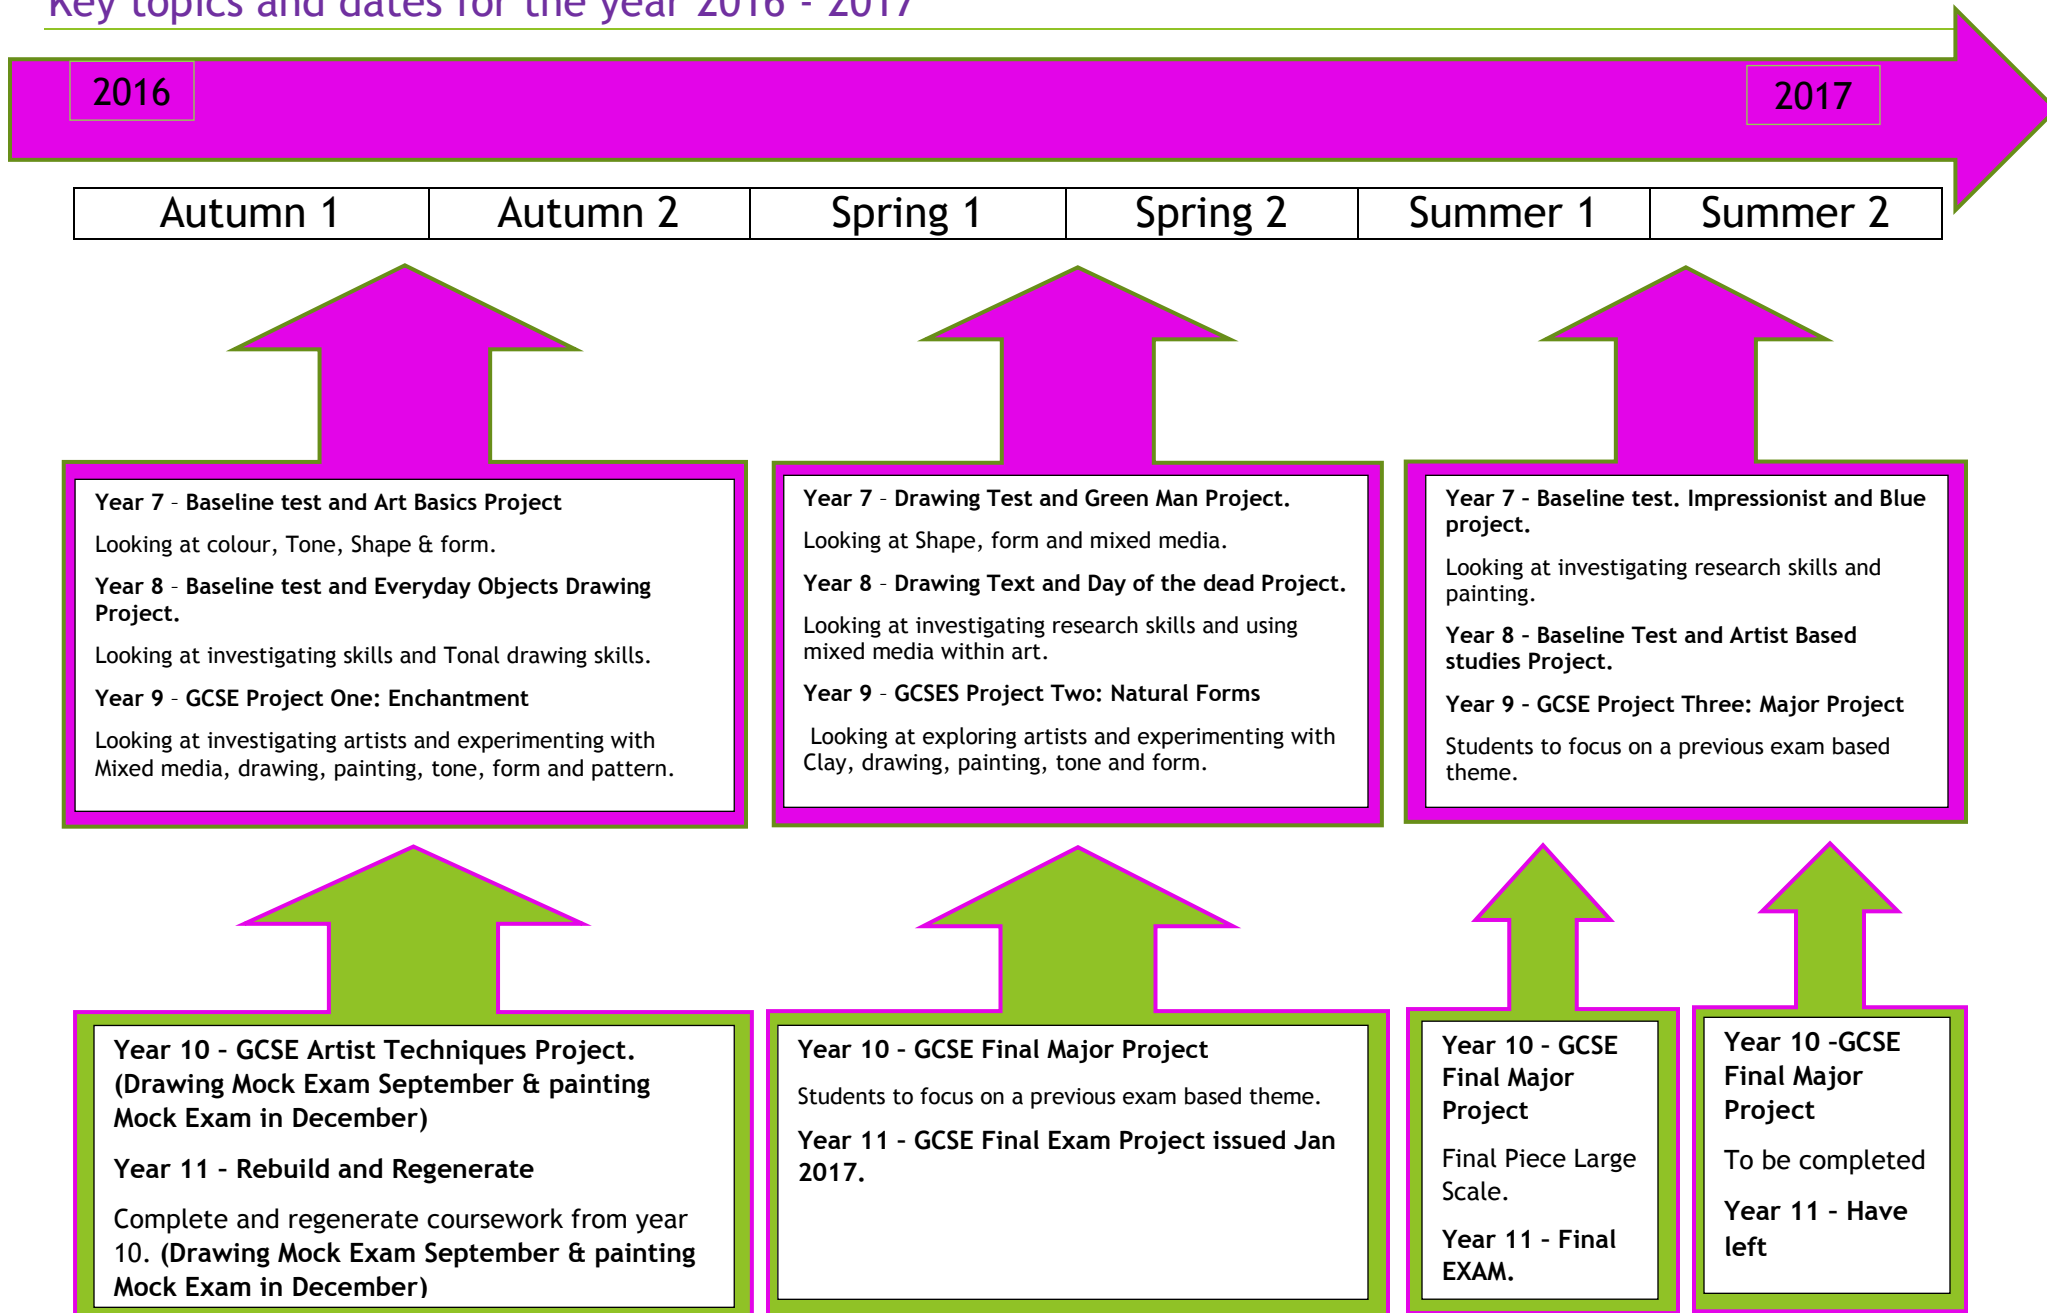 Key topics and dates for the year 2016 - 2017
2016
2017
Autumn 1
Autumn 2
Spring 1
Spring 2
Summer 1
Summer 2
Year 7 – Baseline test and Art Basics Project
Looking at colour, Tone, Shape & form.
Year 8 – Baseline test and Everyday Objects Drawing
Project.
Looking at investigating skills and Tonal drawing skills.
Year 9 – GCSE Project One: Enchantment
Looking at investigating artists and experimenting with
Mixed media, drawing, painting, tone, form and pattern.
Year 7 – Drawing Test and Green Man Project.
Looking at Shape, form and mixed media.
Year 8 – Drawing Text and Day of the dead Project.
Looking at investigating research skills and using
mixed media within art.
Year 9 – GCSES Project Two: Natural Forms
Looking at exploring artists and experimenting with
Clay, drawing, painting, tone and form.
Year 7 – Baseline test. Impressionist and Blue
project.
Looking at investigating research skills and
painting.
Year 8 – Baseline Test and Artist Based
studies Project.
Year 9 – GCSE Project Three: Major Project
Students to focus on a previous exam based
theme.
Year 10 – GCSE Artist Techniques Project.
(Drawing Mock Exam September & painting
Mock Exam in December)
Year 11 – Rebuild and Regenerate
Complete and regenerate coursework from year
10. (Drawing Mock Exam September & painting
Mock Exam in December)
Year 10 – GCSE Final Major Project
Students to focus on a previous exam based theme.
Year 11 – GCSE Final Exam Project issued Jan
2017.
Year 10 – GCSE
Final Major
Project
Final Piece Large
Scale.
Year 11 – Final
EXAM.
Year 10 –GCSE
Final Major
Project
To be completed
Year 11 – Have
left